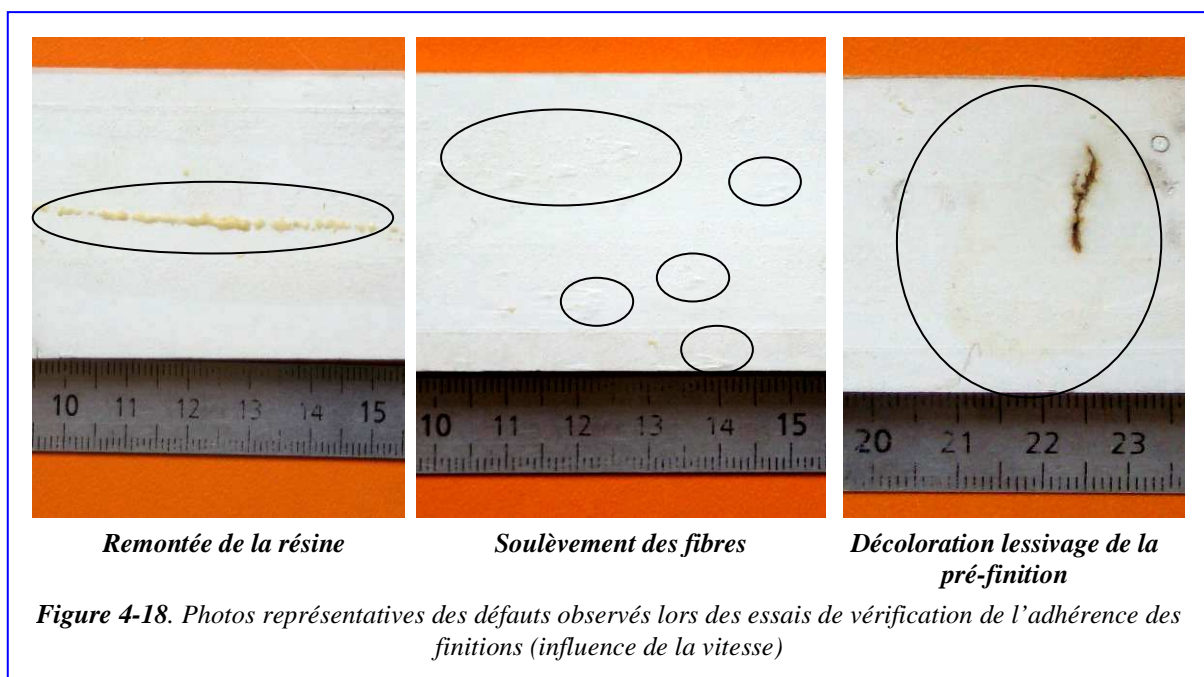 10 11 12 13 14 15
10 11 12 13 14 15
20 21 22 23
Remontée de la résine
Soulèvement des fibres
Décoloration lessivage de la
pré-finition
Figure 4-18. Photos représentatives des défauts observés lors des essais de vérification de l’adhérence des
finitions (influence de la vitesse)